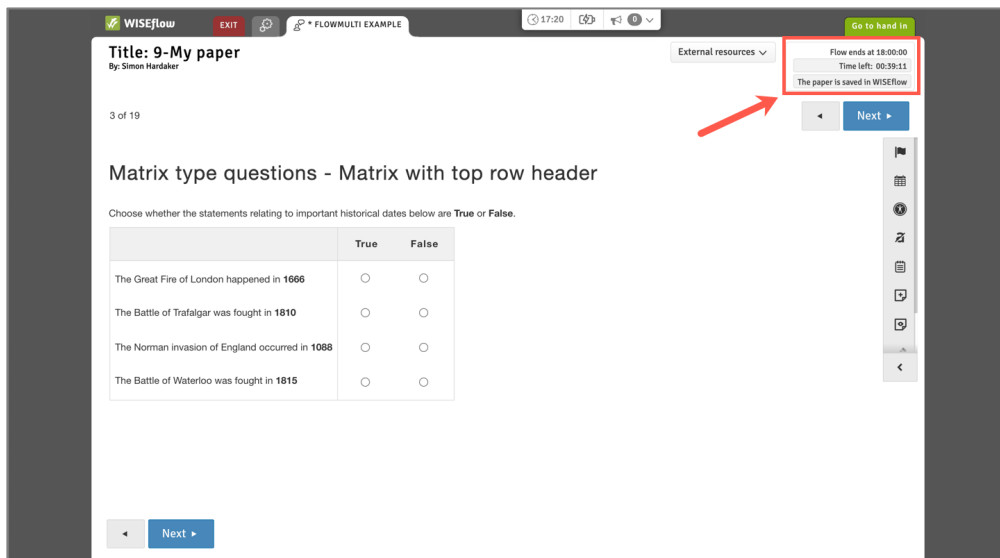 WISEflow
EXIT
* FLOWMULTI EXAMPLE
17:20
0
Go to hand in
Title: 9-My paper
By: Simon Hardaker
External resources
Flow ends at 18:00:00
Time left: 00:39:11
The paper is saved in WISEflow
3 of 19
Next
Matrix type questions - Matrix with top row header
Choose whether the statements relating to important historical dates below are True or False.
True False
The Great Fire of London happened in 1666
The Battle of Trafalgar was fought in 1810
The Norman invasion of England occurred in 1088
The Battle of Waterloo was fought in 1815
Next